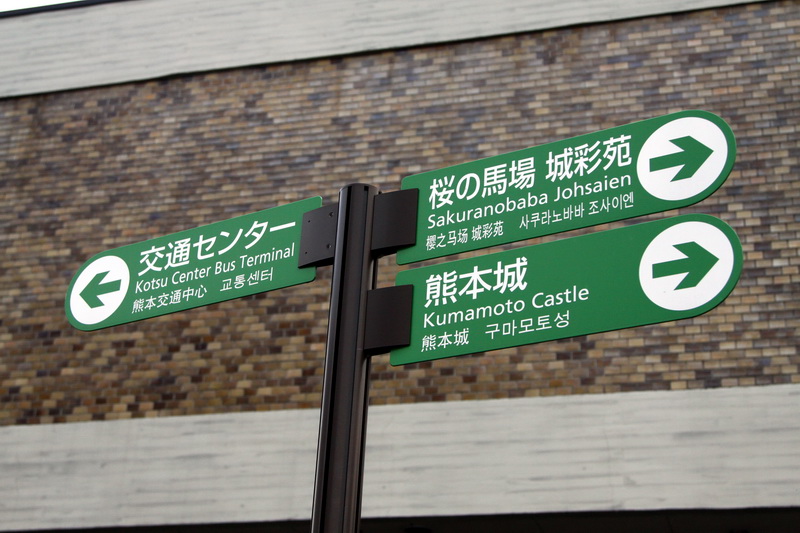 交通センター
Kotsu Center Bus Terminal
熊本交通中心 교통센터
桜の馬場 城彩苑
Sakuranobaba Johsaien
樱之马场 城彩苑 사쿠라노바바 조사이엔
熊本城
Kumamoto Castle
熊本城 구마모토성